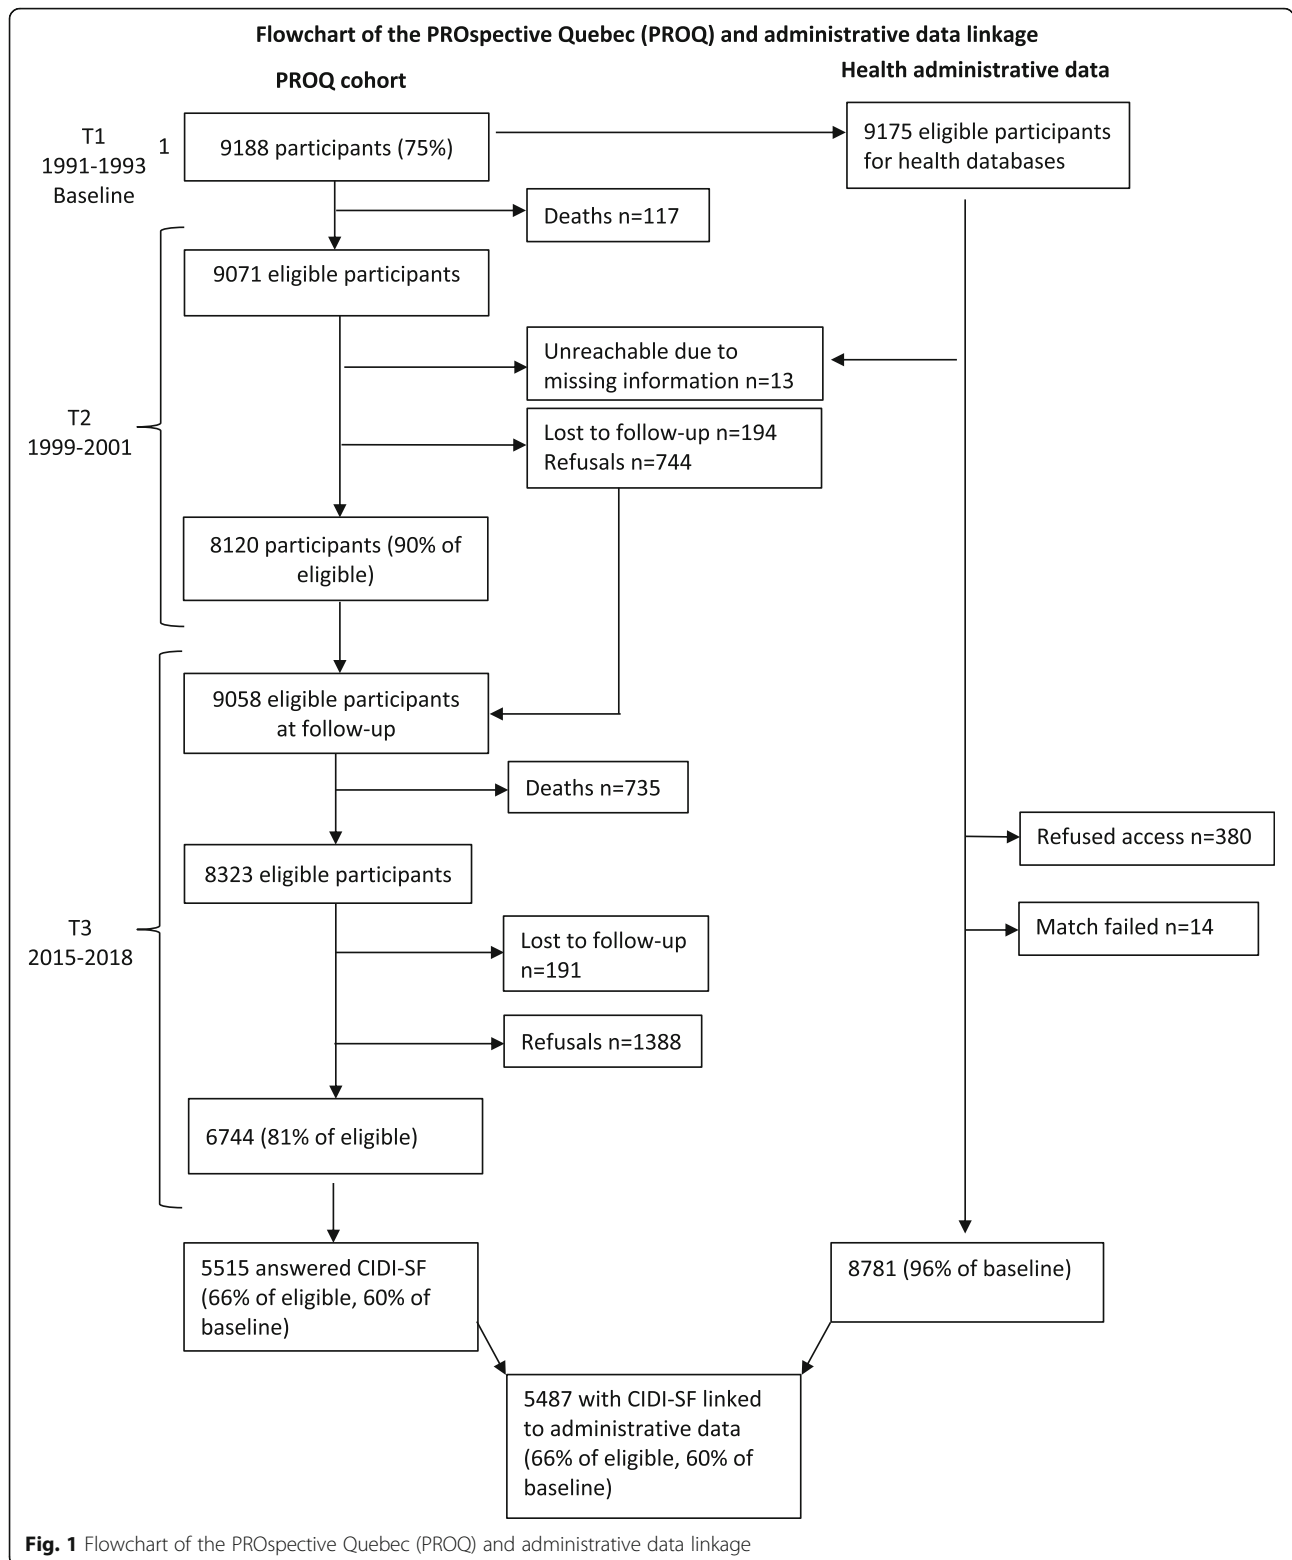 Flowchart of the PROspective Quebec (PROQ) and administrative data linkage
PROQ cohort
Health administrative data
T1
1991-1993
Baseline
1
9188 participants (75%)
9175 eligible participants
for health databases
Deaths n=117
9071 eligible participants
T2
1999-2001
Unreachable due to
missing information n=13
Lost to follow-up n=194
Refusals n=744
8120 participants (90% of
eligible)
9058 eligible participants
at follow-up
Deaths n=735
Refused access n=380
8323 eligible participants
T3
2015-2018
Match failed n=14
Lost to follow-up
n=191
Refusals n=1388
6744 (81% of eligible)
5515 answered CIDI-SF
(66% of eligible, 60% of
baseline)
8781 (96% of baseline)
5487 with CIDI-SF linked
to administrative data
(66% of eligible, 60% of
baseline)
Fig. 1 Flowchart of the PROspective Quebec (PROQ) and administrative data linkage